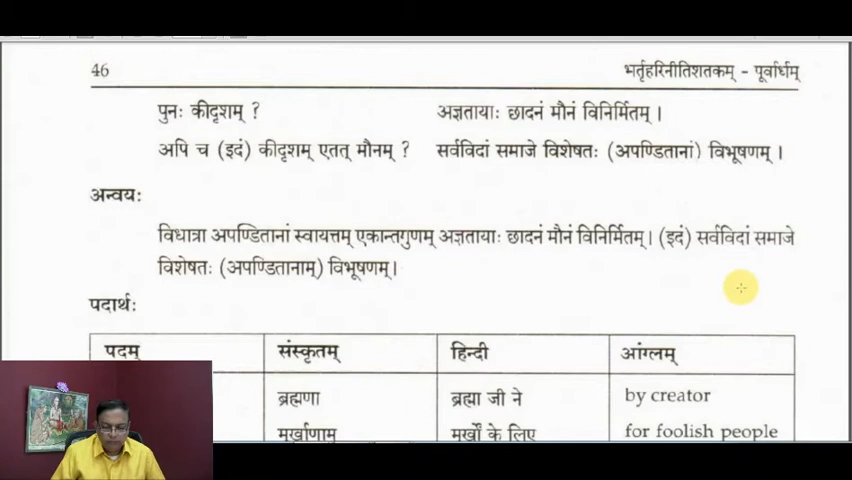 46 भर्तृहरिनीतिशतकम् - पूर्वार्धम्
पुनः कीदृशम् ? अज्ञतायाः छादनं मौनं विनिर्मितम् ।
अपि च (इदं) कीदृशम् एतत् मौनम् ? सर्वविदां समाजे विशेषतः (अपण्डितानां) विभूषणम् ।
अन्वयः
विधात्रा अपण्डितानां स्वायत्तम् एकान्तगुणम् अज्ञतायाः छादनं मौनं विनिर्मितम् । (इदं) सर्वविदां समाजे
विशेषतः (अपण्डितानाम्) विभूषणम् ।
पदार्थः
पदम् संस्कृतम् हिन्दी आंग्लम्
ब्रह्मणा ब्रह्मा जी ने by creator
मूर्खाणाम् मूर्खों के लिए for foolish people